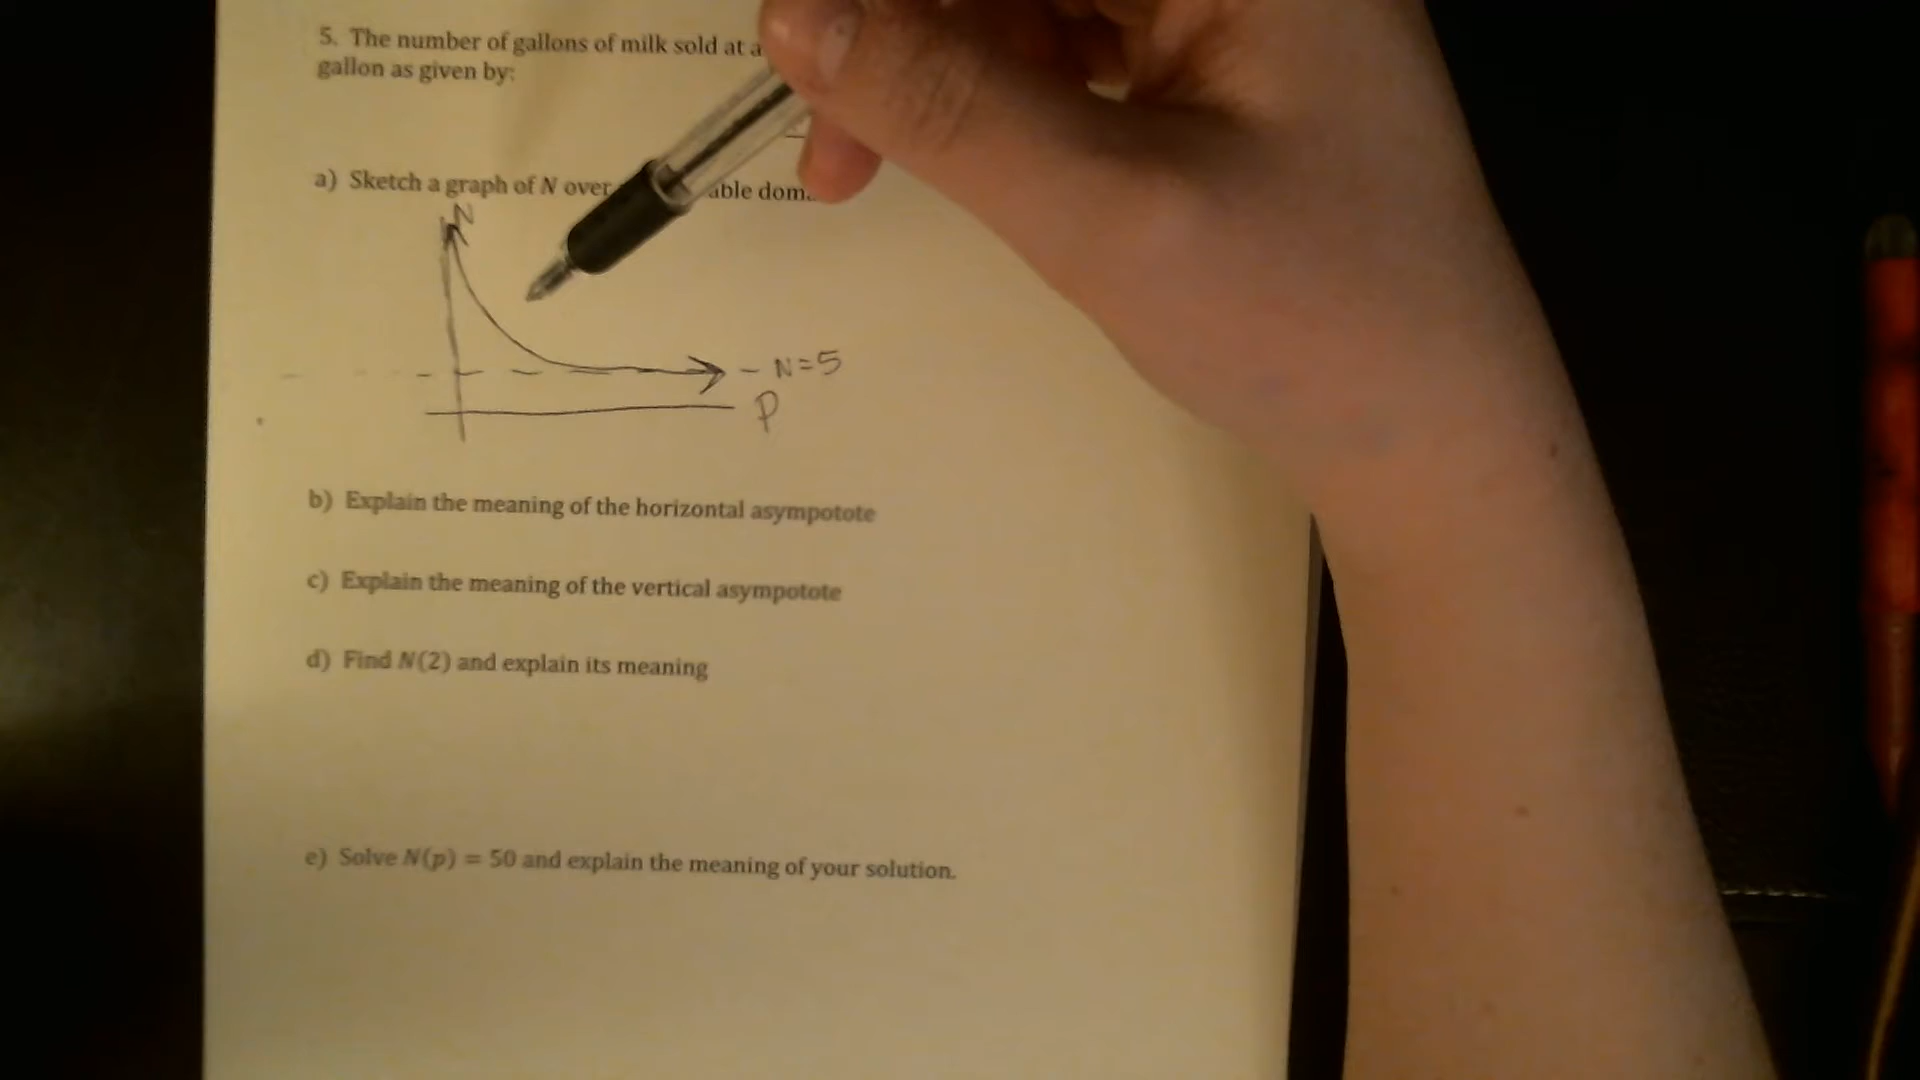 5. The number of gallons of milk sold at a
gallon as given by:
a) Sketch a graph of N over able dom
N
- N=5
P
b) Explain the meaning of the horizontal asympotote
c) Explain the meaning of the vertical asympotote
d) Find N(2) and explain its meaning
e) Solve N(p) = 50 and explain the meaning of your solution.